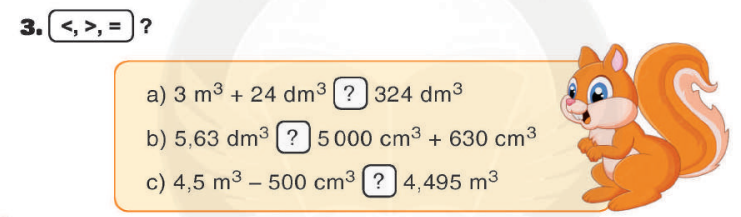 3. <, >, = ?
a) 3 m³ + 24 dm³ ? 324 dm³
b) 5,63 dm³ ? 5 000 cm³ + 630 cm³
c) 4,5 m³ – 500 cm³ ? 4,495 m³